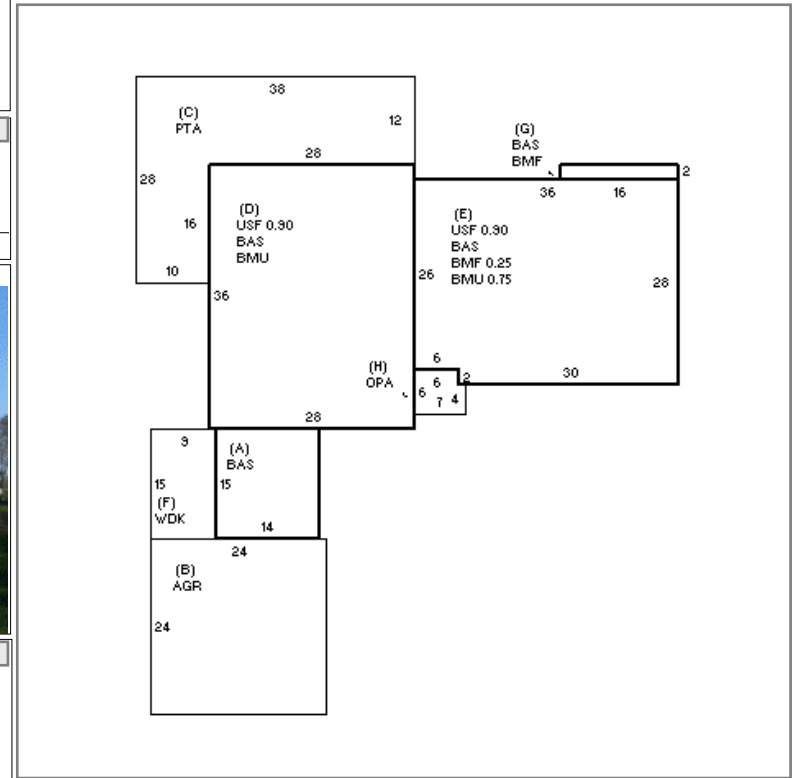 38
(C)
PTA
12
(G)
BAS
BMF
28
2
28
36
16
(D)
USF 0.90
BAS
BMU
(E)
USF 0.90
BAS
BMF 0.25
BMU 0.75
16
10
26
28
36
6
(H)
OPA
30
2
6
6
7
4
28
9
(A)
BAS
15
15
(F)
WDK
14
24
(B)
AGR
24